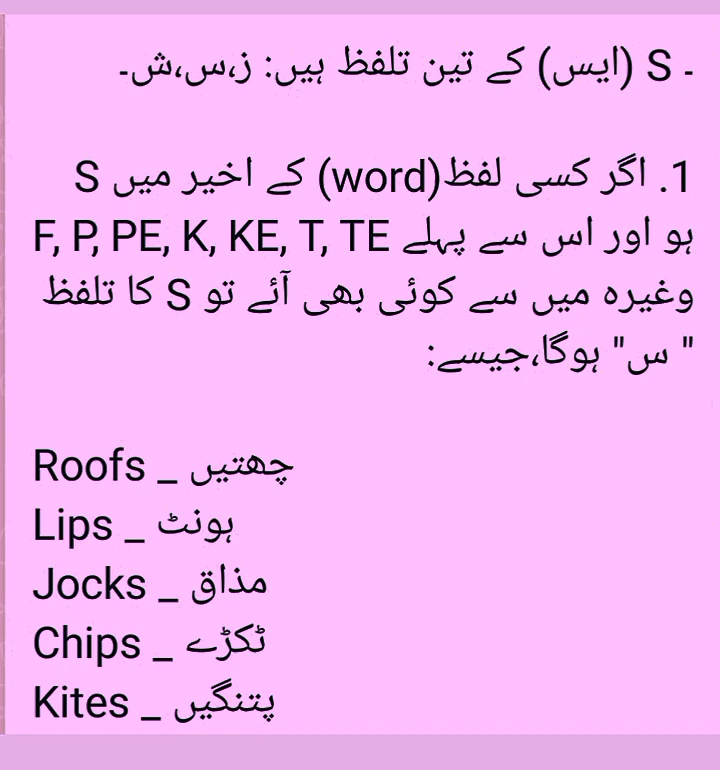 ۔ S (ایس) کے تین تلفظ ہیں: ز،س،ش۔
1. اگر کسی لفظ(word) کے اخیر میں S
ہو اور اس سے پہلے F, P, PE, K, KE, T, TE
وغیرہ میں سے کوئی بھی آئے تو S کا تلفظ
" س" ہوگا،جیسے:
Roofs _ چھتیں
Lips _ ہونٹ
Jocks _ مذاق
Chips _ ٹکڑے
Kites _ پتنگیں